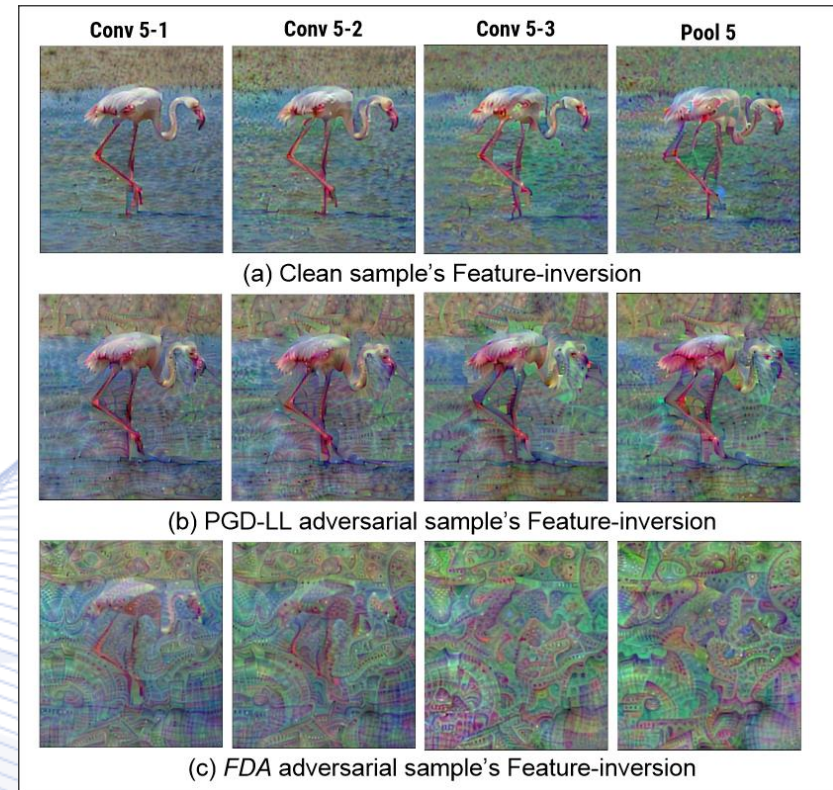 Conv 5-1 Conv 5-2 Conv 5-3 Pool 5
(a) Clean sample's Feature-inversion
(b) PGD-LL adversarial sample's Feature-inversion
(c) FDA adversarial sample's Feature-inversion